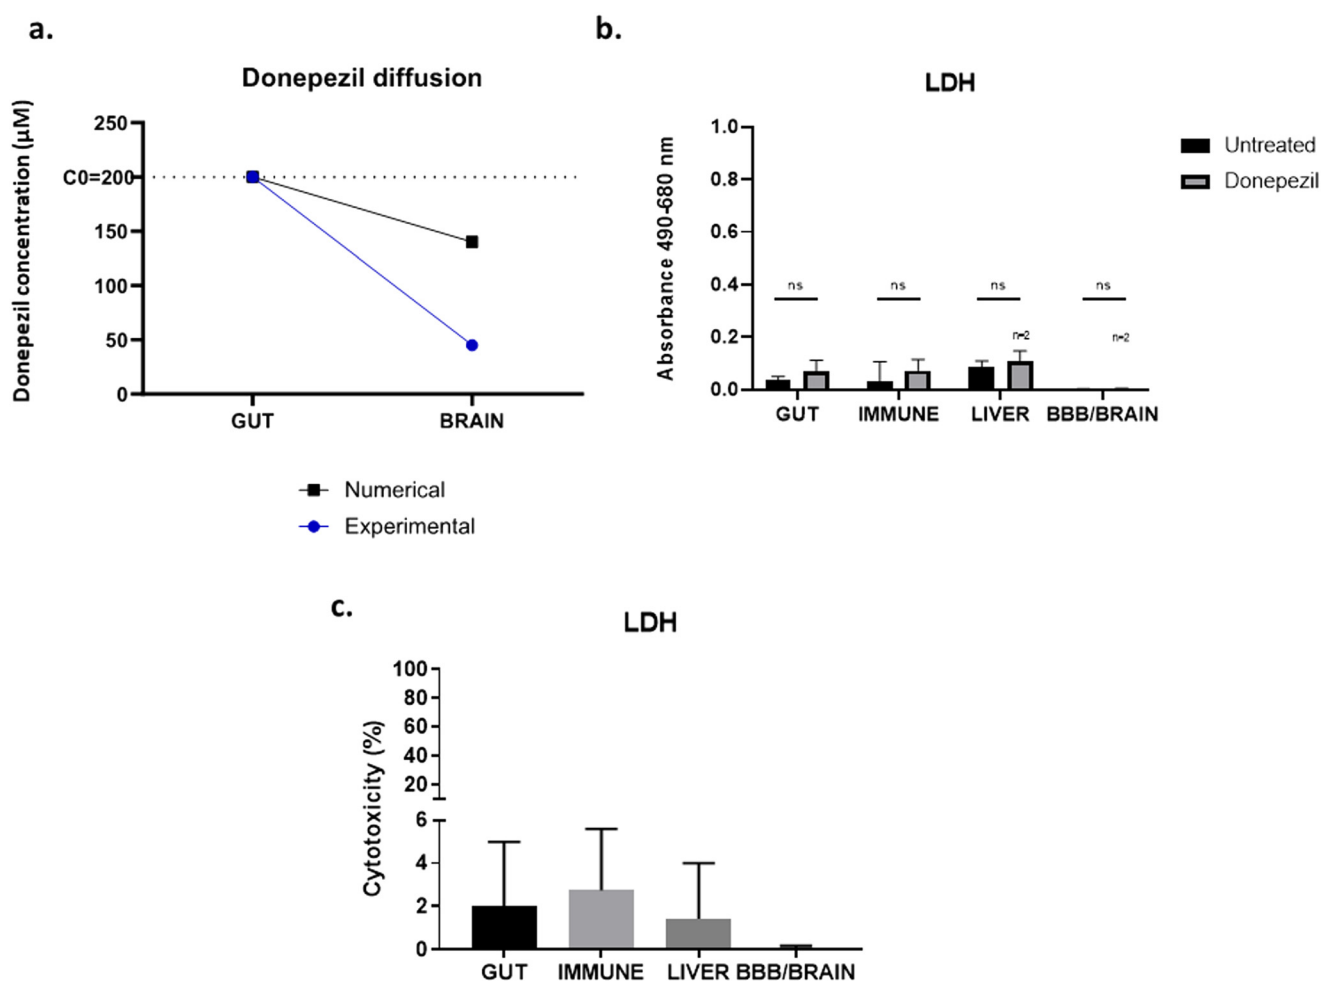 a.
Donepezil diffusion
Donepezil concentration (µM)
250
C0=200
150
100
50
0
GUT BRAIN
Numerical
Experimental
b.
LDH
Absorbance 490-680 nm
1.0
0.8
0.6
0.4
0.2
0.0
ns ns ns ns
n=2 n=2
GUT IMMUNE LIVER BBB/BRAIN
Untreated
Donepezil
c.
LDH
Cytotoxicity (%)
100
80
60
40
20
6
4
2
0
GUT IMMUNE LIVER BBB/BRAIN